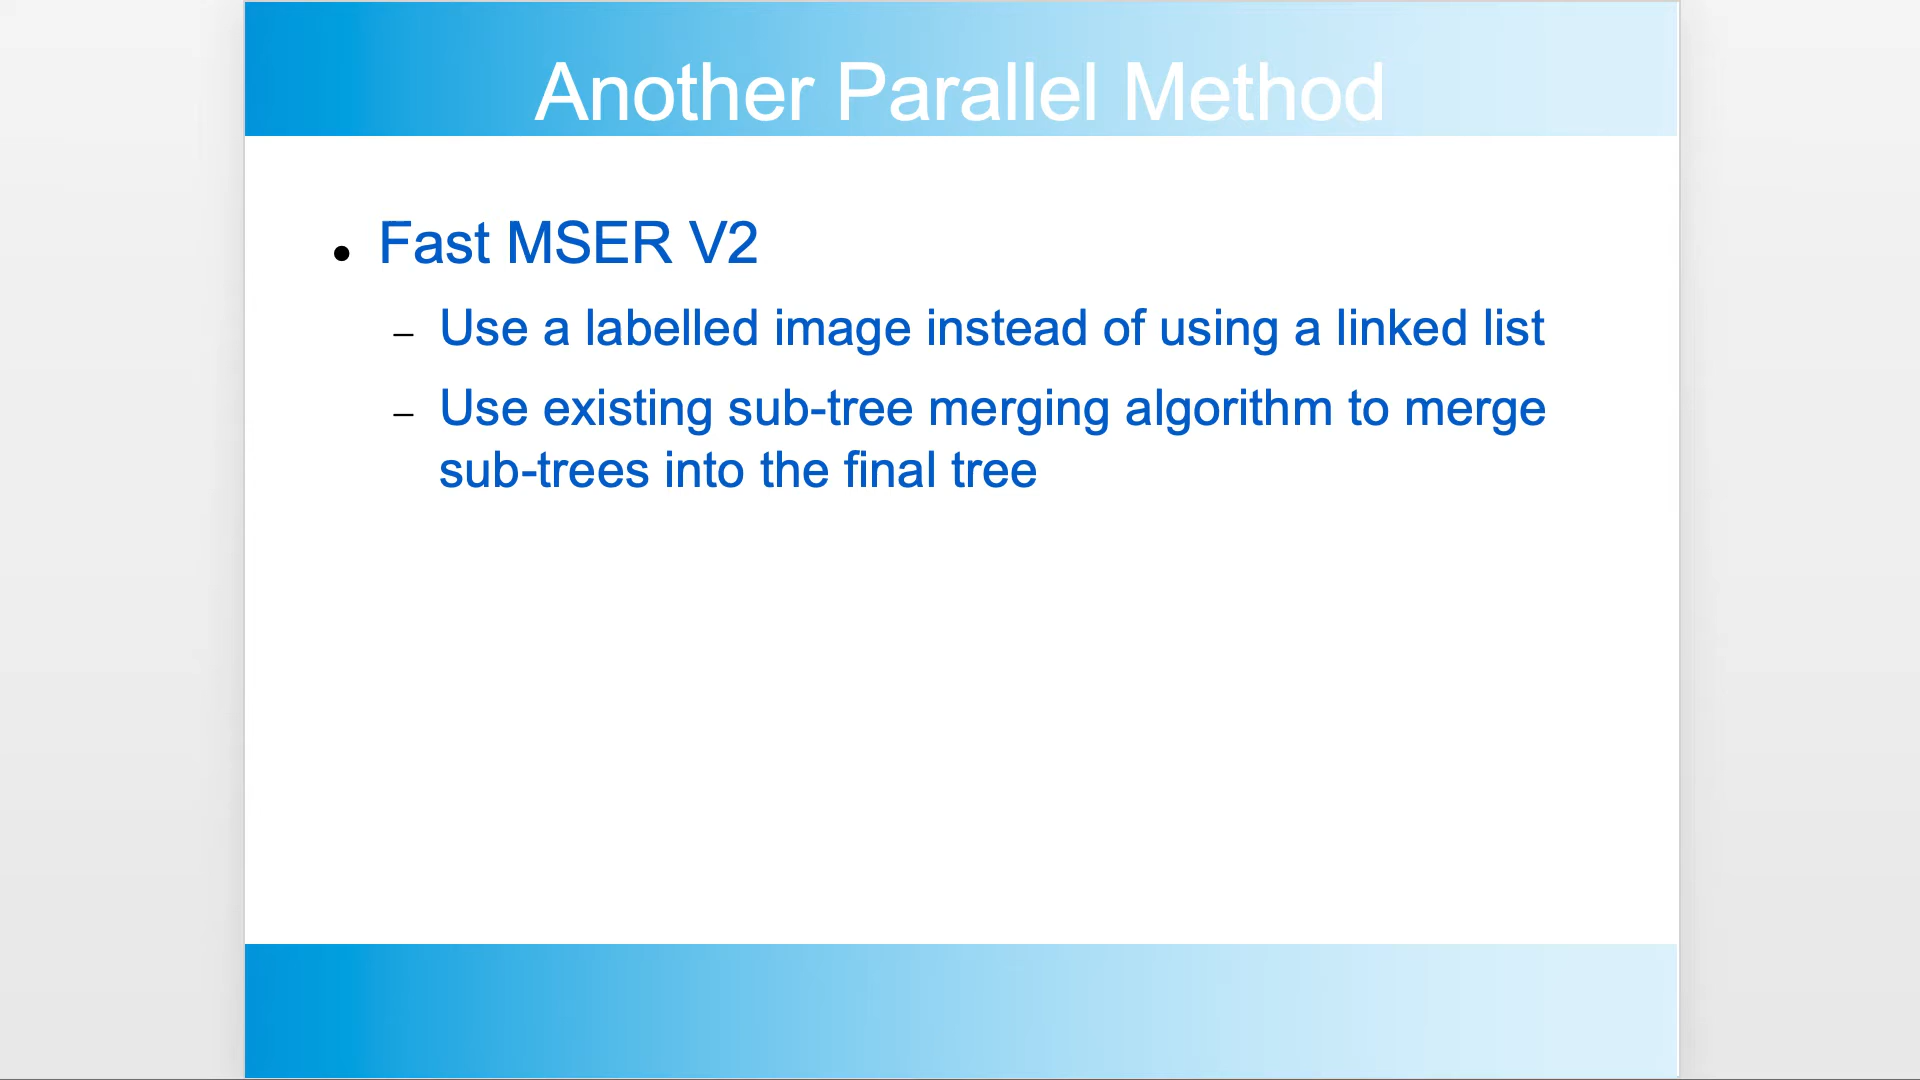 Another Parallel Method
• Fast MSER V2
– Use a labelled image instead of using a linked list
– Use existing sub-tree merging algorithm to merge
sub-trees into the final tree